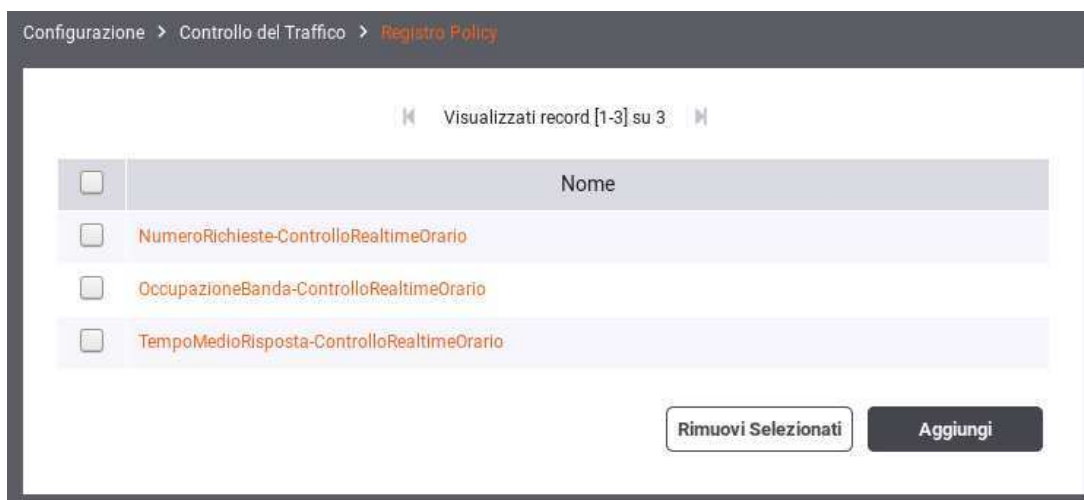 Configurazione > Controllo del Traffico > Registro Policy
Visualizzati record [1-3] su 3
Nome
NumeroRichieste-ControlloRealtimeOrario
OccupazioneBanda-ControlloRealtimeOrario
TempoMedioRisposta-ControlloRealtimeOrario
Rimuovi Selezionati Aggiungi